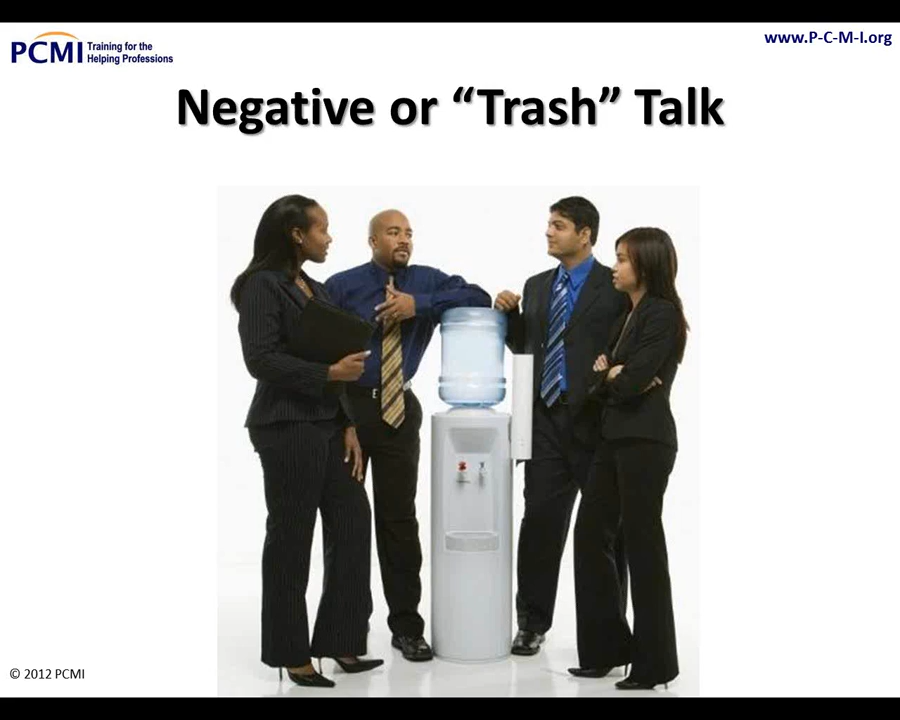 PCMI Training for the
Helping Professions
www.P-C-M-I.org
Negative or “Trash” Talk
© 2012 PCMI